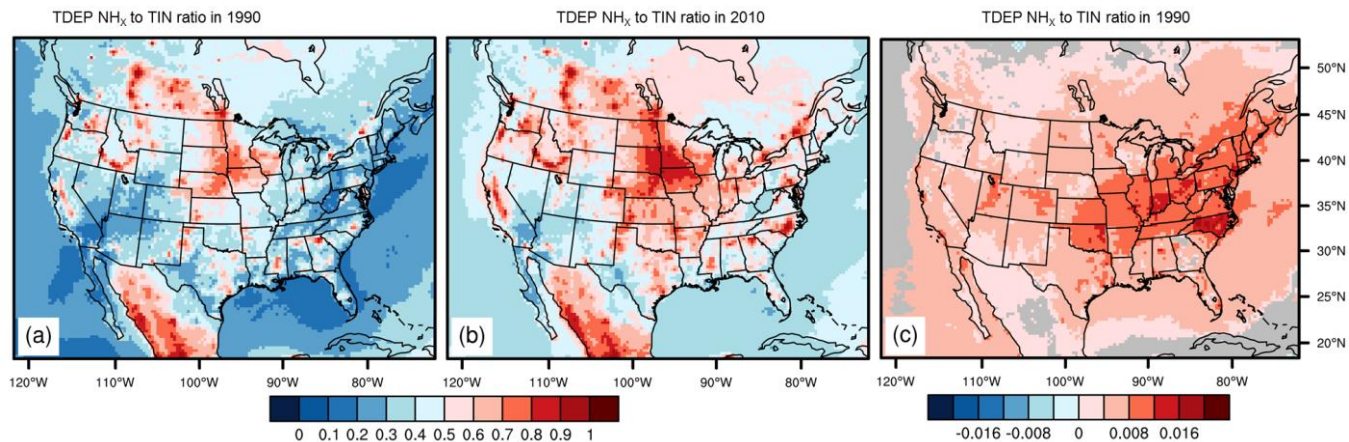 TDEP NHₓ to TIN ratio in 1990
TDEP NHₓ to TIN ratio in 2010
TDEP NHₓ to TIN ratio in 1990
50°N
45°N
40°N
35°N
30°N
25°N
20°N
(a)
(b)
(c)
120°W 110°W 100°W 90°W 80°W
120°W 110°W 100°W 90°W 80°W
120°W 110°W 100°W 90°W 80°W
0 0.1 0.2 0.3 0.4 0.5 0.6 0.7 0.8 0.9 1
-0.016 -0.008 0 0.008 0.016